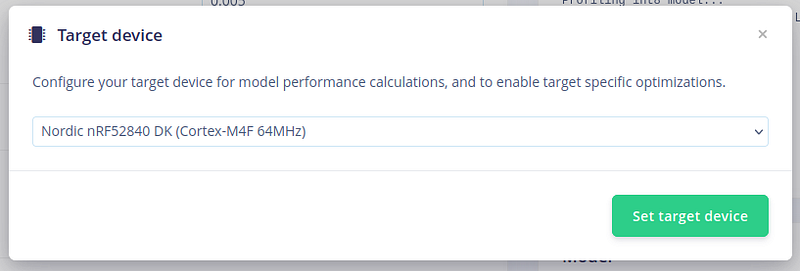 0.005
Profiling int8 model...
Target device
×
Configure your target device for model performance calculations, and to enable target specific optimizations.
Nordic nRF52840 DK (Cortex-M4F 64MHz)
Set target device
Model